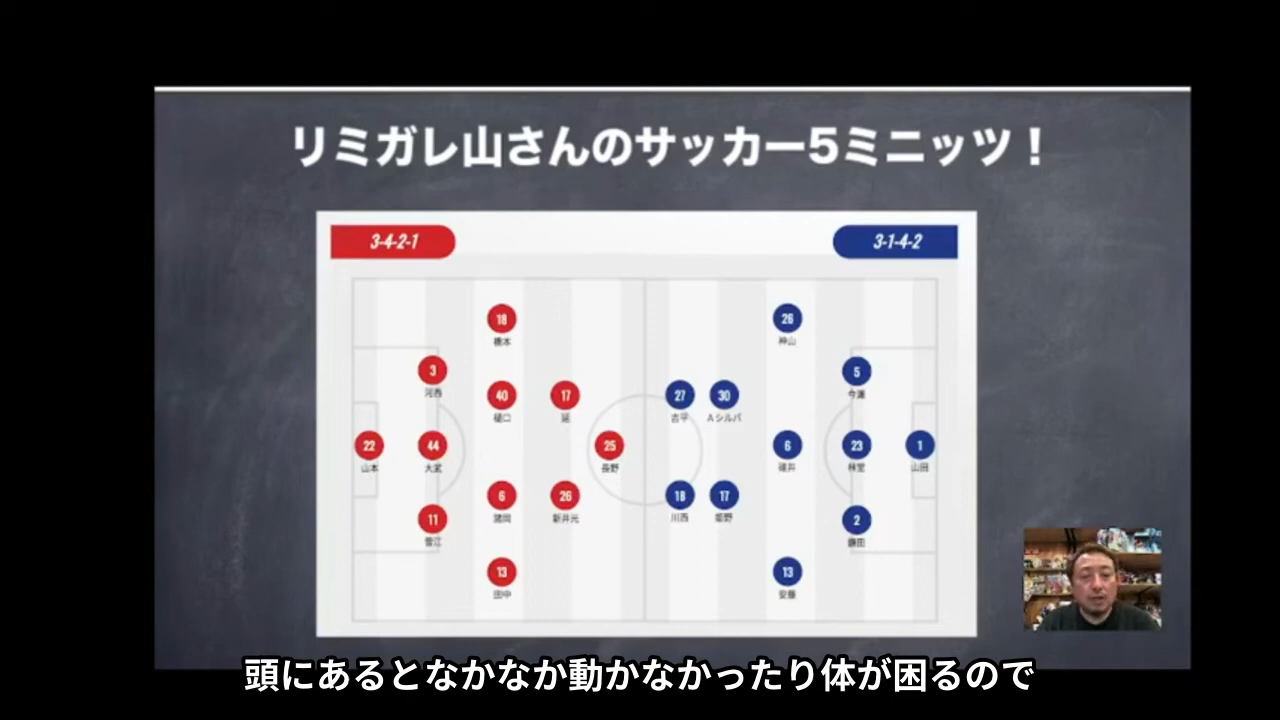 リミガレ山さんのサッカー5ミニッツ！
3-4-2-1
3-1-4-2
18
橋本
26
神山
3
河西
5
今瀬
40
樋口
17
延
27
吉平
30
Aシルバ
22
山本
44
大武
25
長野
6
碓井
23
林堂
1
山田
6
諸岡
26
新井光
18
川西
17
姫野
11
菅江
2
鎌田
13
田中
13
安藤
頭にあるとなかなか動かなかったり体が困るので